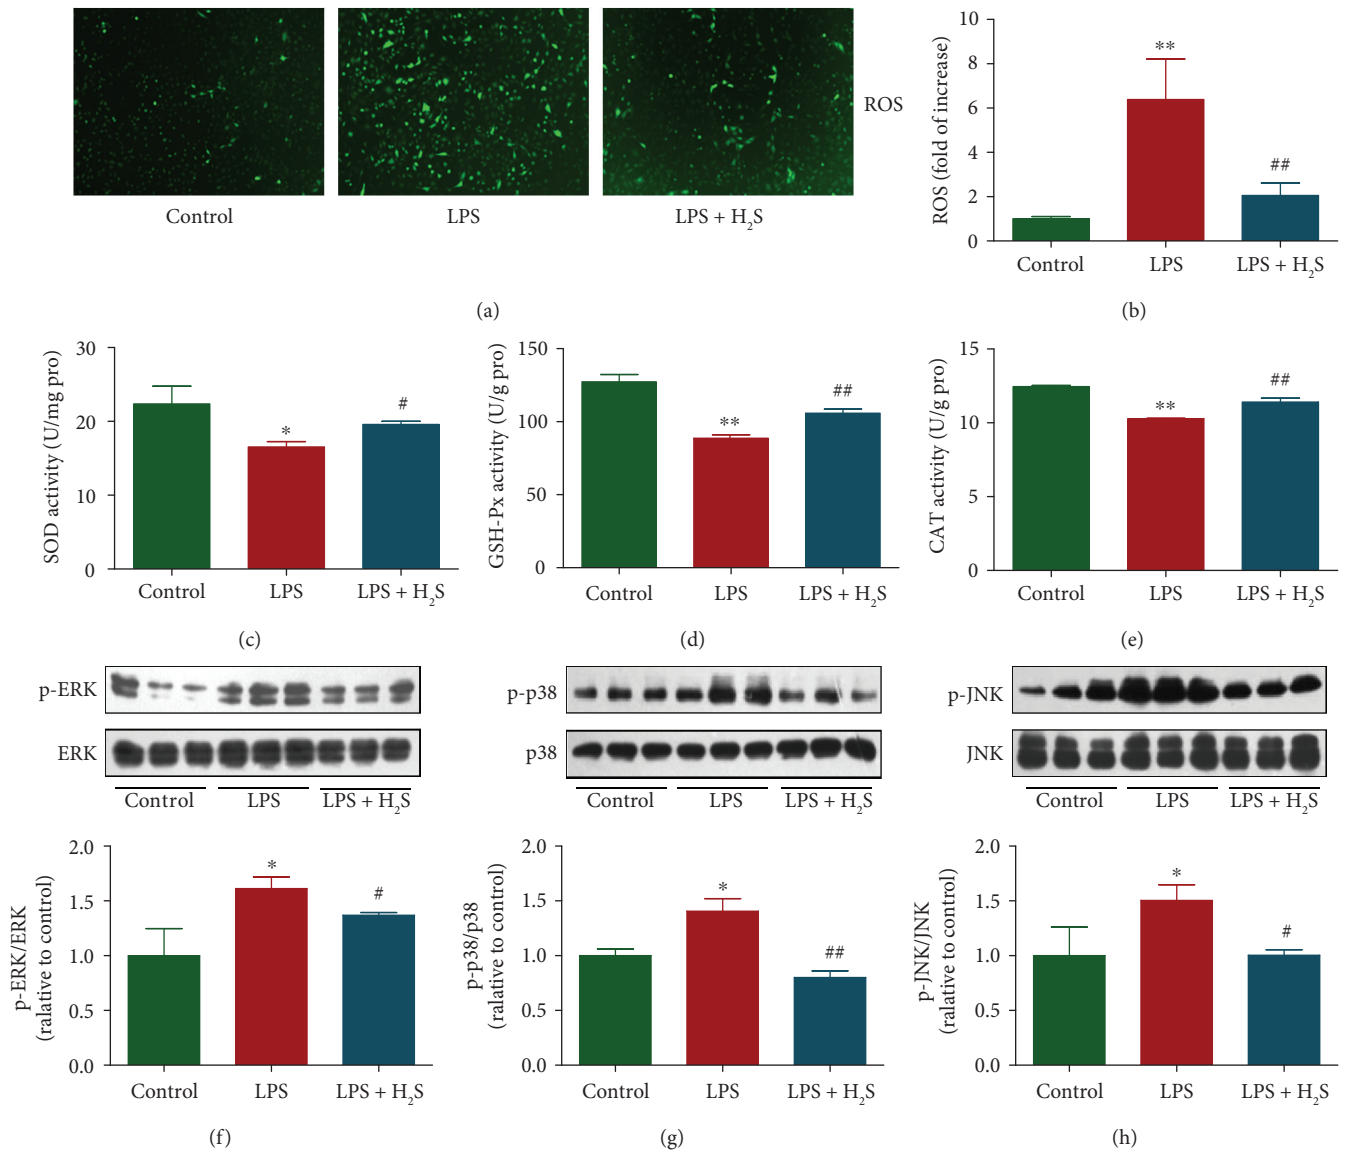 ROS
Control
LPS
LPS + H₂S
(a)
ROS (fold of increase)
10
8
6
4
2
0
**
##
Control
LPS
LPS + H₂S
(b)
SOD activity (U/mg pro)
30
20
10
0
*
#
Control
LPS
LPS + H₂S
(c)
GSH-Px activity (U/g pro)
150
100
50
0
**
##
Control
LPS
LPS + H₂S
(d)
CAT activity (U/g pro)
15
10
5
0
**
##
Control
LPS
LPS + H₂S
(e)
p-ERK
ERK
Control
LPS
LPS + H₂S
p-ERK/ERK
(ralative to control)
2.0
1.5
1.0
0.5
0.0
*
#
Control
LPS
LPS + H₂S
(f)
p-p38
p38
Control
LPS
LPS + H₂S
p-p38/p38
(ralative to control)
2.0
1.5
1.0
0.5
0.0
*
##
Control
LPS
LPS + H₂S
(g)
p-JNK
JNK
Control
LPS
LPS + H₂S
p-JNK/JNK
(ralative to control)
2.0
1.5
1.0
0.5
0.0
*
#
Control
LPS
LPS + H₂S
(h)